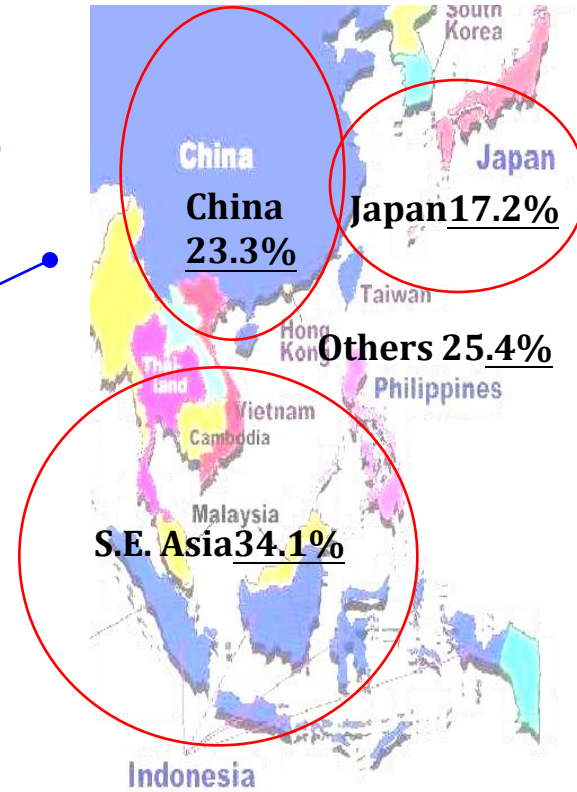 South
Korea
China
Japan
China
23.3%
Japan17.2%
Taiwan
Hong
Kong
Others 25.4%
Thai-
land
Philippines
Vietnam
Cambodia
Malaysia
S.E. Asia34.1%
Indonesia